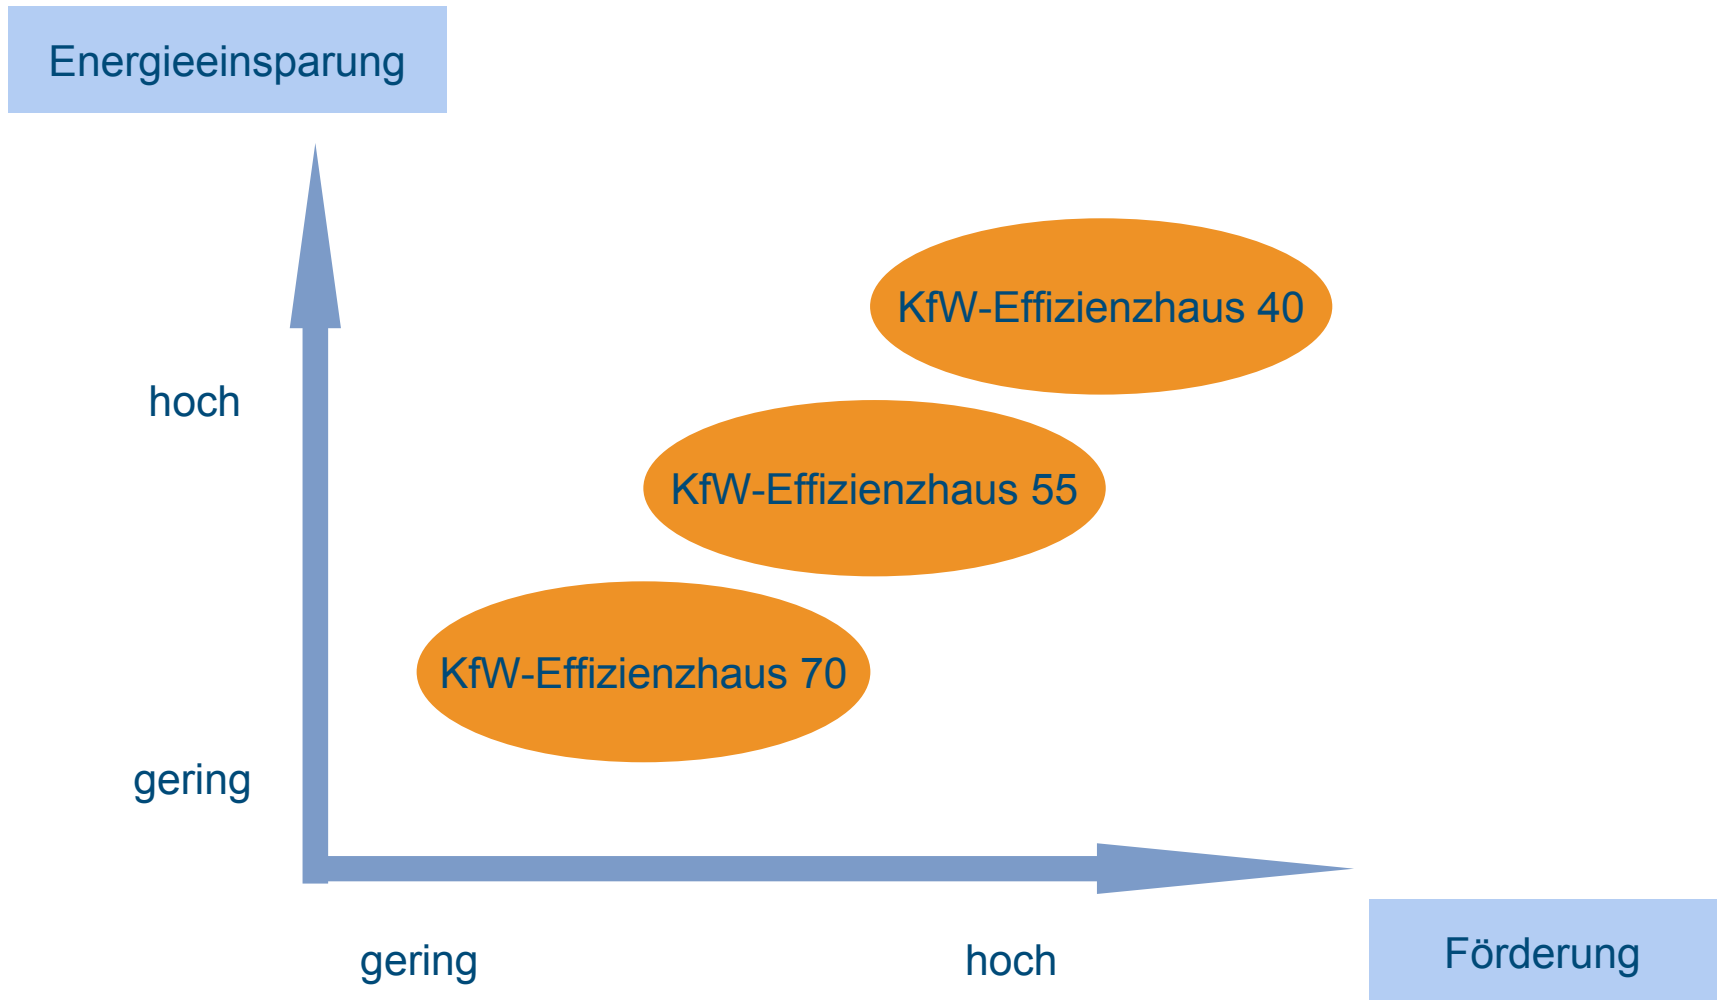 Energieeinsparung
KfW-Effizienzhaus 40
hoch
KfW-Effizienzhaus 55
KfW-Effizienzhaus 70
gering
gering
hoch
Förderung